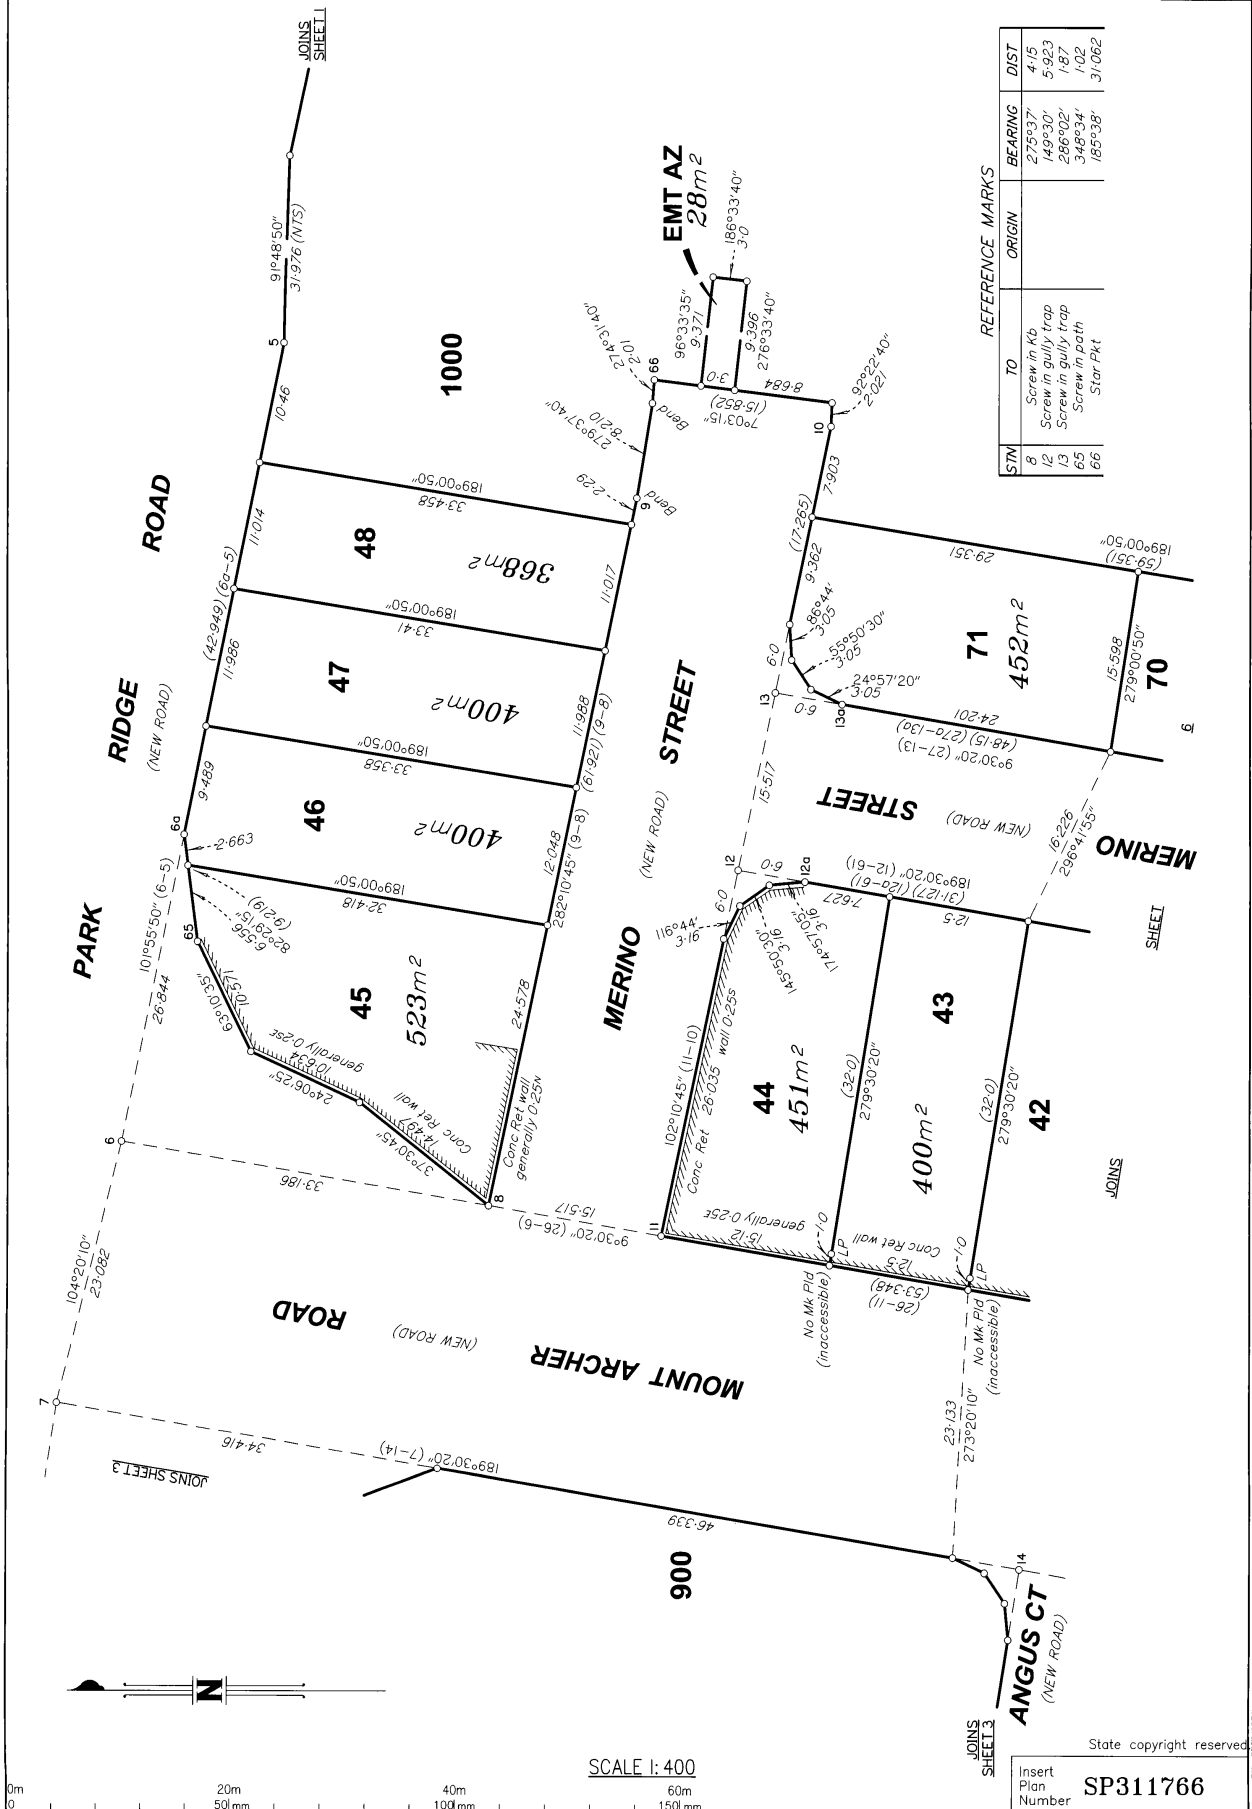 JOINS
SHEET 1
91°48'50"
31·976 (NTS)
5
10·46
1000
ROAD
RIDGE
(NEW ROAD)
PARK
11·014
(42·949) (6a-5)
11·986
9·489
6a
2·663
101°55'50" (6-5)
26·844
82°29'15"
6·556
(9·219)
65
63°10'35"
10·571
24°06'25"
10·634
generally 0·25E
37°30'45"
14·497
Conc Ret wall
6
33·186
104°20'10"
23·082
7
34·416
189°30'20" (7-14)
JOINS SHEET 3
48
368m²
189°00'50"
33·458
47
400m²
189°00'50"
33·41
46
400m²
189°00'50"
33·358
45
523m²
189°00'50"
32·418
11·017
11·988
(61·921) (9-8)
12·048
282°10'45" (9-8)
24·578
Conc Ret wall
generally 0·25N
8
9
2·29
Bend
279°37'40"
8·210
Bend
274°31'40"
2·01
66
EMT AZ
28m²
96°33'35"
9·371
186°33'40"
3·0
9·396
276°33'40"
3·0
7°03'15"
(15·852)
8·684
92°22'40"
2·021
10
7·903
(17·265)
9·362
86°44'
3·05
55°50'30"
3·05
24°57'20"
3·05
6·0
6·0
13
13a
15·517
MERINO
STREET
(NEW ROAD)
71
452m²
29·351
(59·351)
189°00'50"
24·201
(48·15) (27a-13a)
9°30'20" (27-13)
15·598
279°00'50"
70
6
STREET
(NEW ROAD)
MERINO
16·226
296°41'55"
SHEET
JOINS
12
12a
6·0
6·0
119°44'
3·16
145°50'30"
3·16
174°57'05"
3·16
7·627
189°30'20" (12-61)
(31·127) (12a-61)
12·5
102°10'45" (11-10)
Conc Ret 26·035 wall 0·25s
11
9°30'20" (26-6)
15·517
44
451m²
15·12
generally 0·25E
(32·0)
279°30'20"
43
400m²
12·5
Conc Ret wall
(32·0)
279°30'20"
42
1·0
LP
1·0
LP
No Mk Pld
(inaccessible)
No Mk Pld
(inaccessible)
(53·348)
(26-11)
23·133
273°20'10"
ROAD
(NEW ROAD)
MOUNT ARCHER
46·339
900
14
ANGUS CT
(NEW ROAD)
JOINS
SHEET 3
REFERENCE MARKS
STN TO ORIGIN BEARING DIST
8 Screw in Kb 275°37' 4·15
12 Screw in gully trap 149°30' 5·923
13 Screw in gully trap 286°02' 1·87
65 Screw in path 348°34' 1·02
66 Star Pkt 185°38' 31·062
N
SCALE 1: 400
0m 20m 40m 60m
0 50mm 100mm 150mm
State copyright reserved
Insert
Plan
Number
SP311766